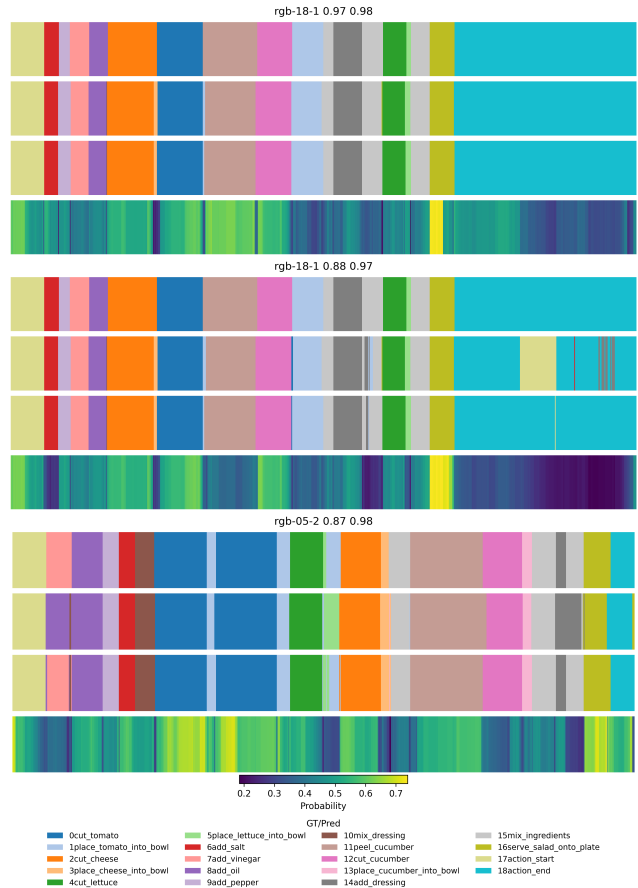 rgb-18-1 0.97 0.98
rgb-18-1 0.88 0.97
rgb-05-2 0.87 0.98
0.2 0.3 0.4 0.5 0.6 0.7
Probability
GT/Pred
0cut_tomato 5place_lettuce_into_bowl 10mix_dressing 15mix_ingredients
1place_tomato_into_bowl 6add_salt 11peel_cucumber 16serve_salad_onto_plate
2cut_cheese 7add_vinegar 12cut_cucumber 17action_start
3place_cheese_into_bowl 8add_oil 13place_cucumber_into_bowl 18action_end
4cut_lettuce 9add_pepper 14add_dressing